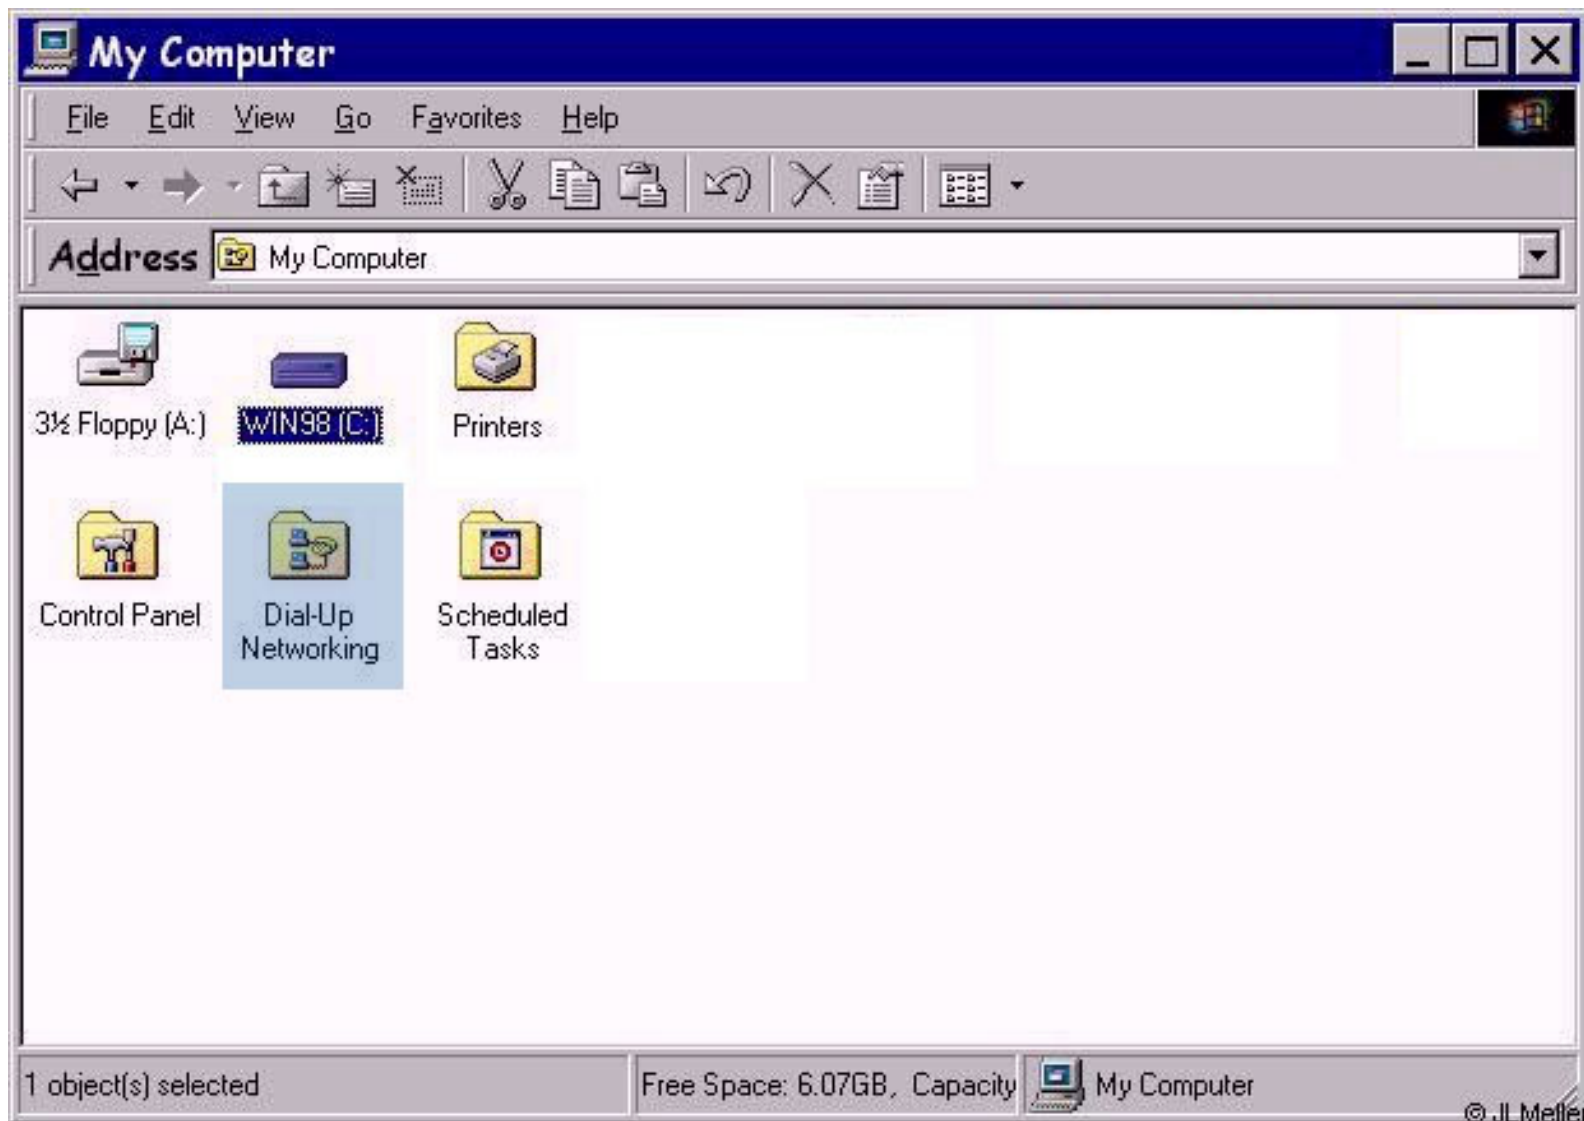 My Computer
File Edit View Go Favorites Help
Address My Computer
3½ Floppy (A:) WIN98 (C:) Printers
Control Panel Dial-Up Scheduled
Networking Tasks
1 object(s) selected Free Space: 6.07GB, Capacity My Computer
©